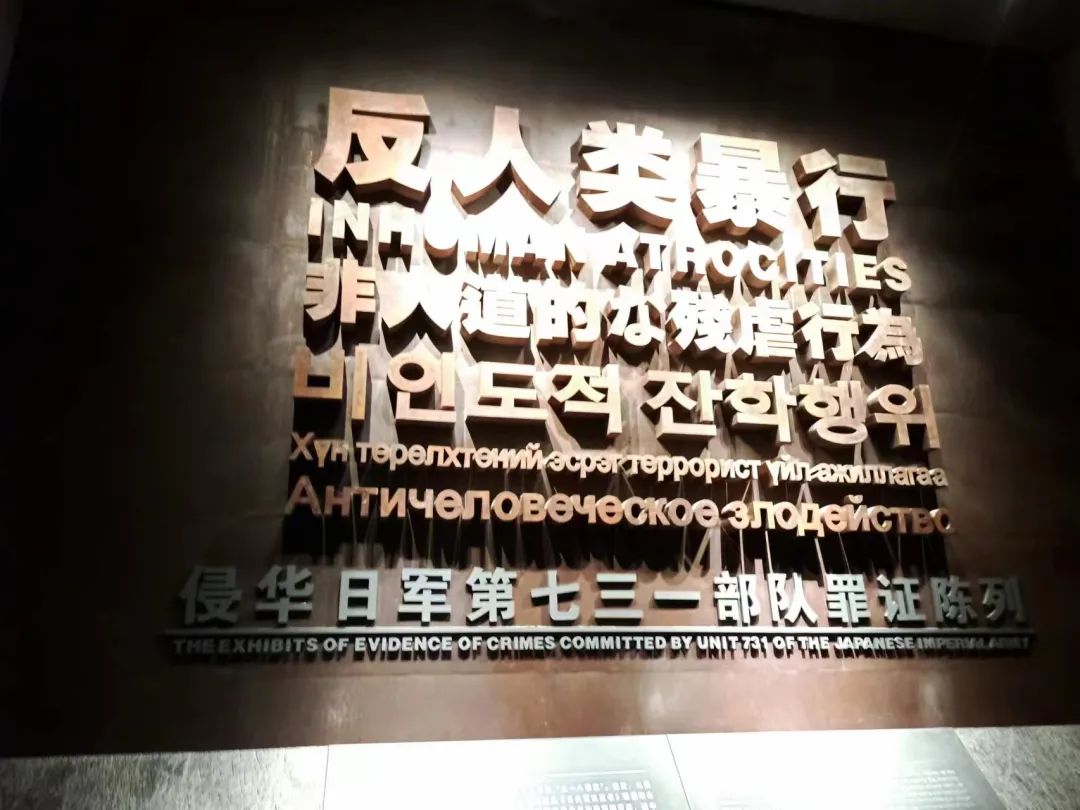 反人类暴行
INHUMAN ATROCITIES
非人道的な残虐行為
비인도적 잔학행위
Хүн төрөлхтөний эсрэг террорист үйл ажиллагаа
Античеловеческое злодейство
侵华日军第七三一部队罪证陈列
THE EXHIBITS OF EVIDENCE OF CRIMES COMMITTED BY UNIT 731 OF THE JAPANESE IMPERIAL ARMY